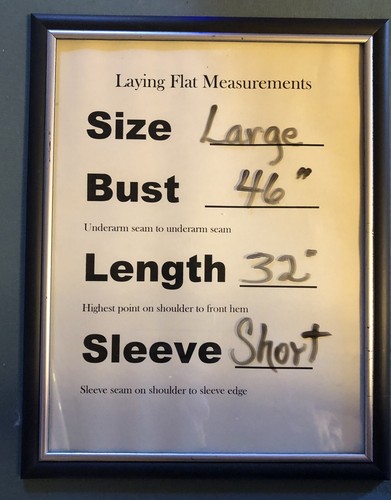 Laying Flat Measurements
Size Large
Bust 46"
Underarm seam to underarm seam
Length 32"
Highest point on shoulder to front hem
Sleeve Short
Sleeve seam on shoulder to sleeve edge